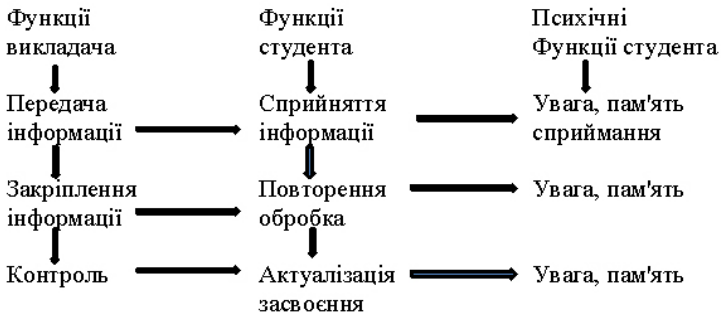 Функції
викладача
Функції
студента
Психічні
Функції студента
Передача
інформації
Сприйняття
інформації
Увага, пам'ять
сприймання
Закріплення
інформації
Повторення
обробка
Увага, пам'ять
Контроль
Актуалізація
засвоєння
Увага, пам'ять